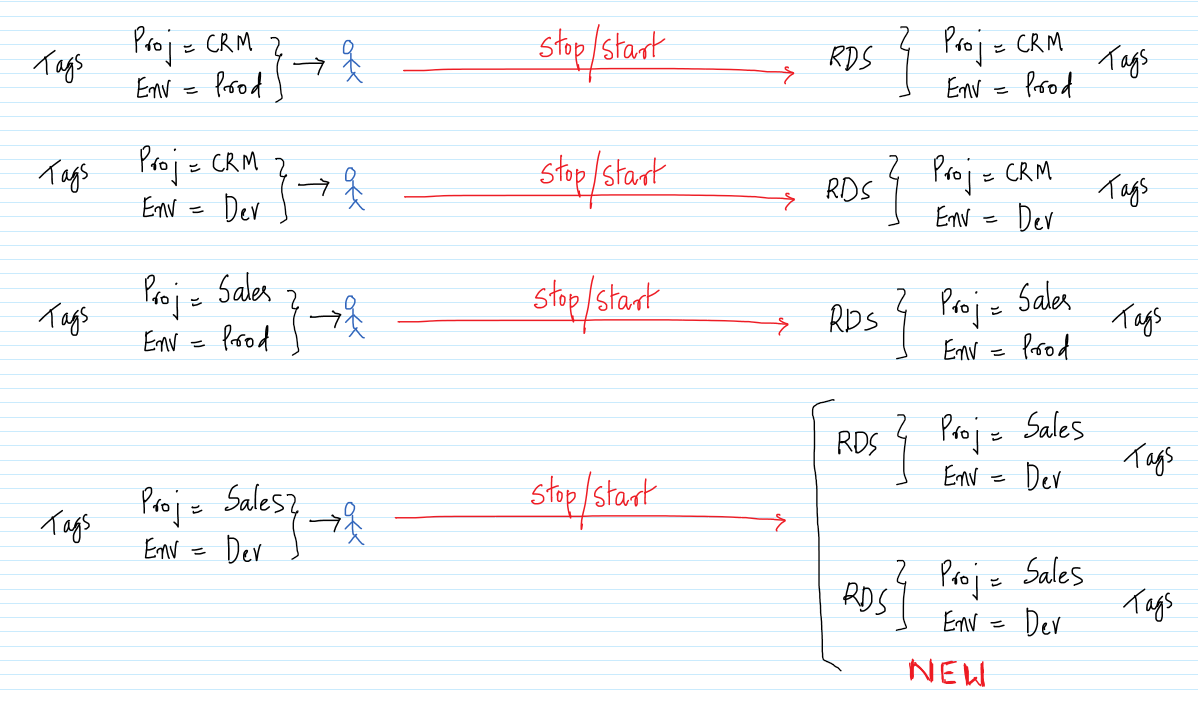 Tags Proj = CRM Stop/Start RDS Proj = CRM Tags
Env = Prod Env = Prod
Tags Proj = CRM Stop/Start RDS Proj = CRM Tags
Env = Dev Env = Dev
Tags Proj = Sales Stop/Start RDS Proj = Sales Tags
Env = Prod Env = Prod
RDS Proj = Sales Tags
Env = Dev
Tags Proj = Sales Stop/Start
Env = Dev
RDS Proj = Sales Tags
Env = Dev
NEW